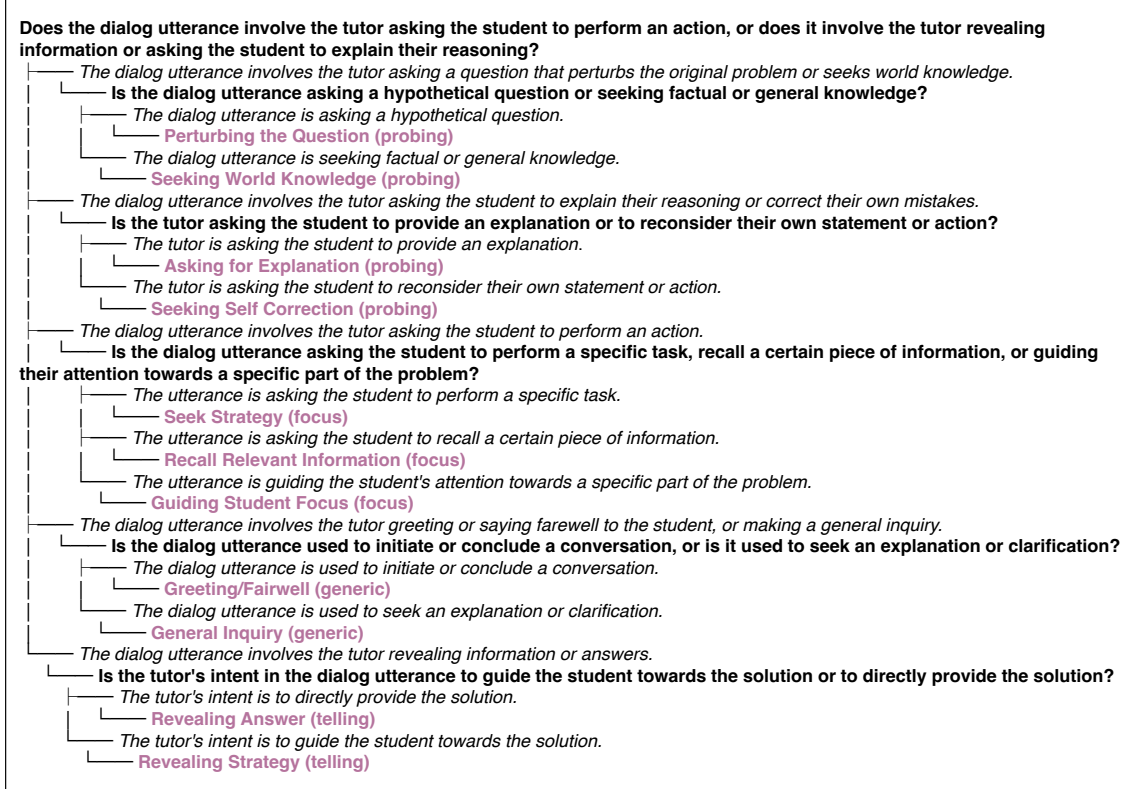 Does the dialog utterance involve the tutor asking the student to perform an action, or does it involve the tutor revealing
information or asking the student to explain their reasoning?
The dialog utterance involves the tutor asking a question that perturbs the original problem or seeks world knowledge.
Is the dialog utterance asking a hypothetical question or seeking factual or general knowledge?
The dialog utterance is asking a hypothetical question.
Perturbing the Question (probing)
The dialog utterance is seeking factual or general knowledge.
Seeking World Knowledge (probing)
The dialog utterance involves the tutor asking the student to explain their reasoning or correct their own mistakes.
Is the tutor asking the student to provide an explanation or to reconsider their own statement or action?
The tutor is asking the student to provide an explanation.
Asking for Explanation (probing)
The tutor is asking the student to reconsider their own statement or action.
Seeking Self Correction (probing)
The dialog utterance involves the tutor asking the student to perform an action.
Is the dialog utterance asking the student to perform a specific task, recall a certain piece of information, or guiding
their attention towards a specific part of the problem?
The utterance is asking the student to perform a specific task.
Seek Strategy (focus)
The utterance is asking the student to recall a certain piece of information.
Recall Relevant Information (focus)
The utterance is guiding the student's attention towards a specific part of the problem.
Guiding Student Focus (focus)
The dialog utterance involves the tutor greeting or saying farewell to the student, or making a general inquiry.
Is the dialog utterance used to initiate or conclude a conversation, or is it used to seek an explanation or clarification?
The dialog utterance is used to initiate or conclude a conversation.
Greeting/Fairwell (generic)
The dialog utterance is used to seek an explanation or clarification.
General Inquiry (generic)
The dialog utterance involves the tutor revealing information or answers.
Is the tutor's intent in the dialog utterance to guide the student towards the solution or to directly provide the solution?
The tutor's intent is to directly provide the solution.
Revealing Answer (telling)
The tutor's intent is to guide the student towards the solution.
Revealing Strategy (telling)